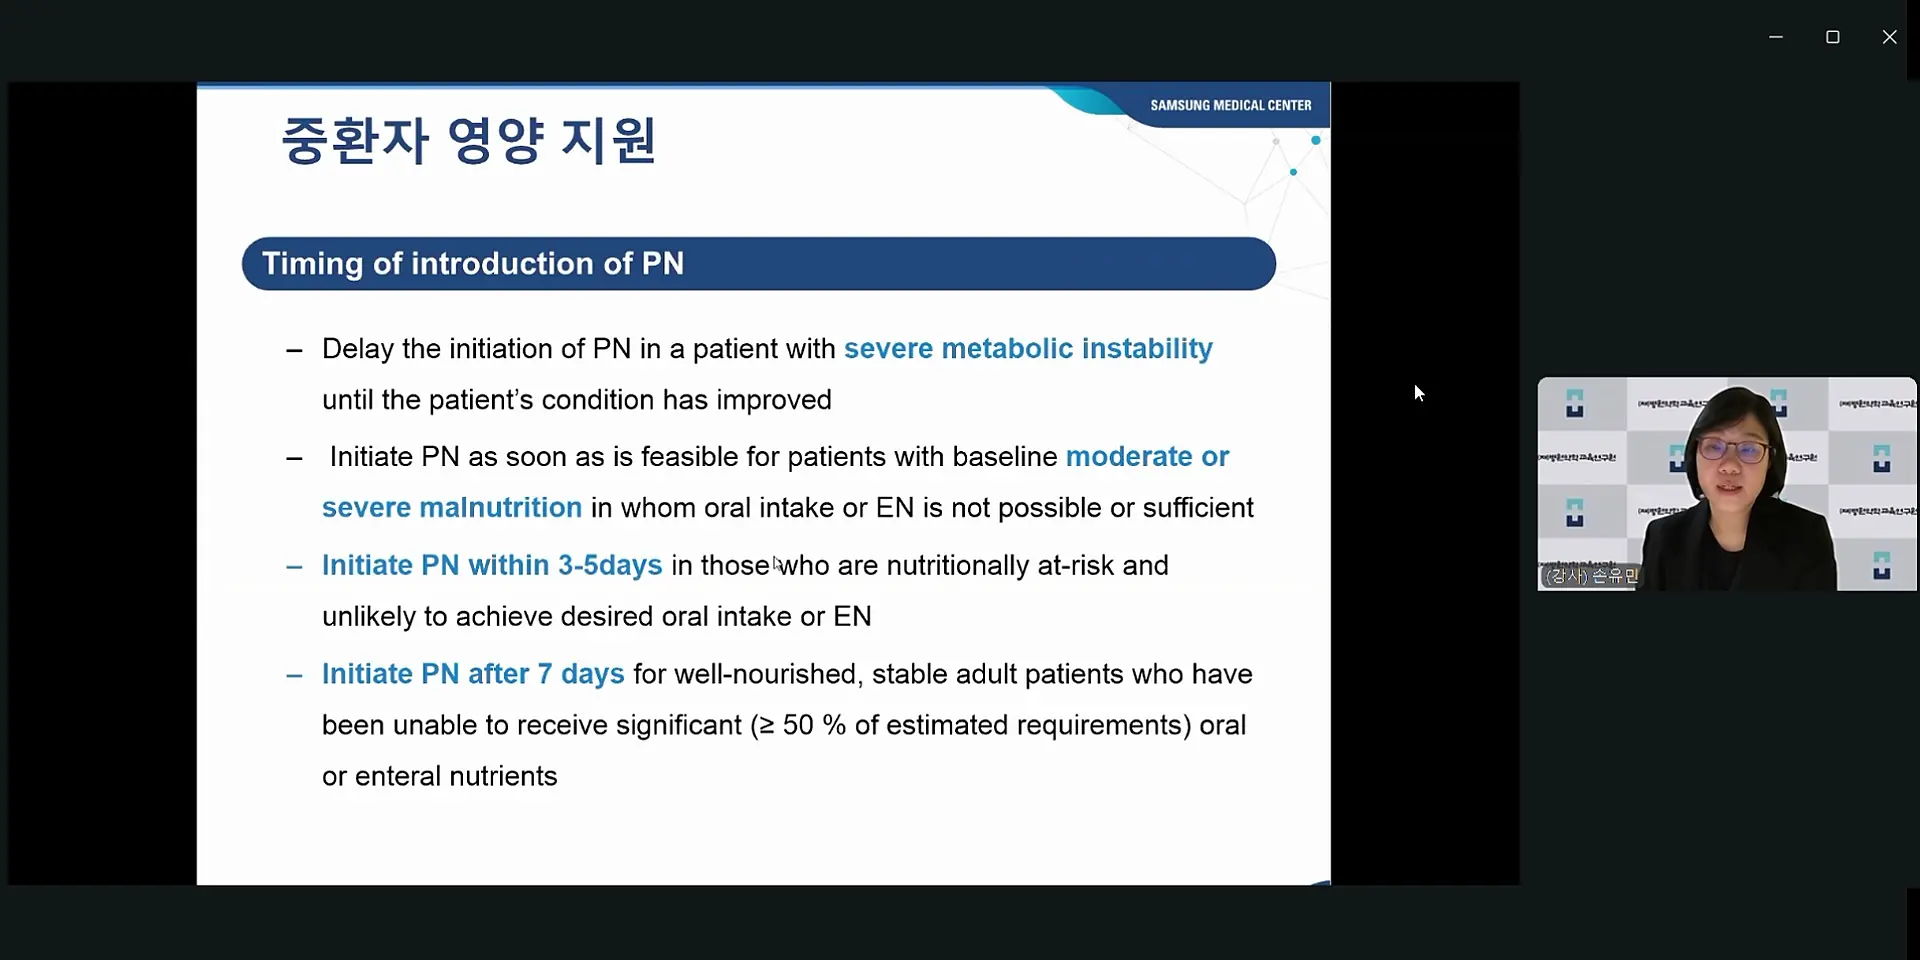 SAMSUNG MEDICAL CENTER
중환자 영양 지원
Timing of introduction of PN
– Delay the initiation of PN in a patient with severe metabolic instability
until the patient’s condition has improved
– Initiate PN as soon as is feasible for patients with baseline moderate or
severe malnutrition in whom oral intake or EN is not possible or sufficient
– Initiate PN within 3-5days in those who are nutritionally at-risk and
unlikely to achieve desired oral intake or EN
– Initiate PN after 7 days for well-nourished, stable adult patients who have
been unable to receive significant (≥ 50 % of estimated requirements) oral
or enteral nutrients
(강사) 손유민